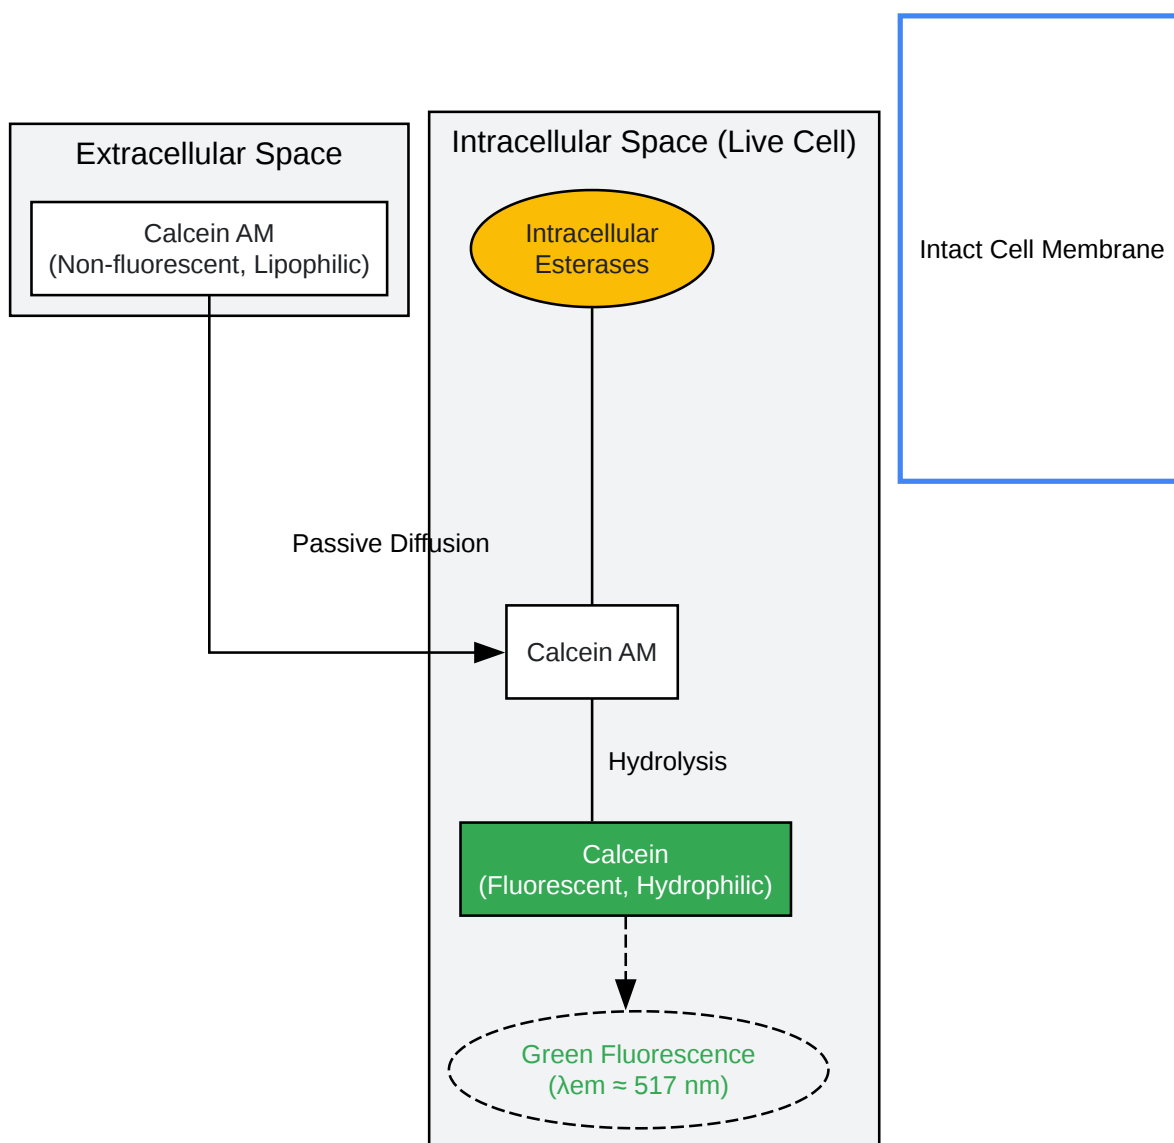 Extracellular Space
Calcein AM
(Non-fluorescent, Lipophilic)
Intracellular Space (Live Cell)
Intracellular
Esterases
Intact Cell Membrane
Passive Diffusion
Calcein AM
Hydrolysis
Calcein
(Fluorescent, Hydrophilic)
Green Fluorescence
(λem ≈ 517 nm)